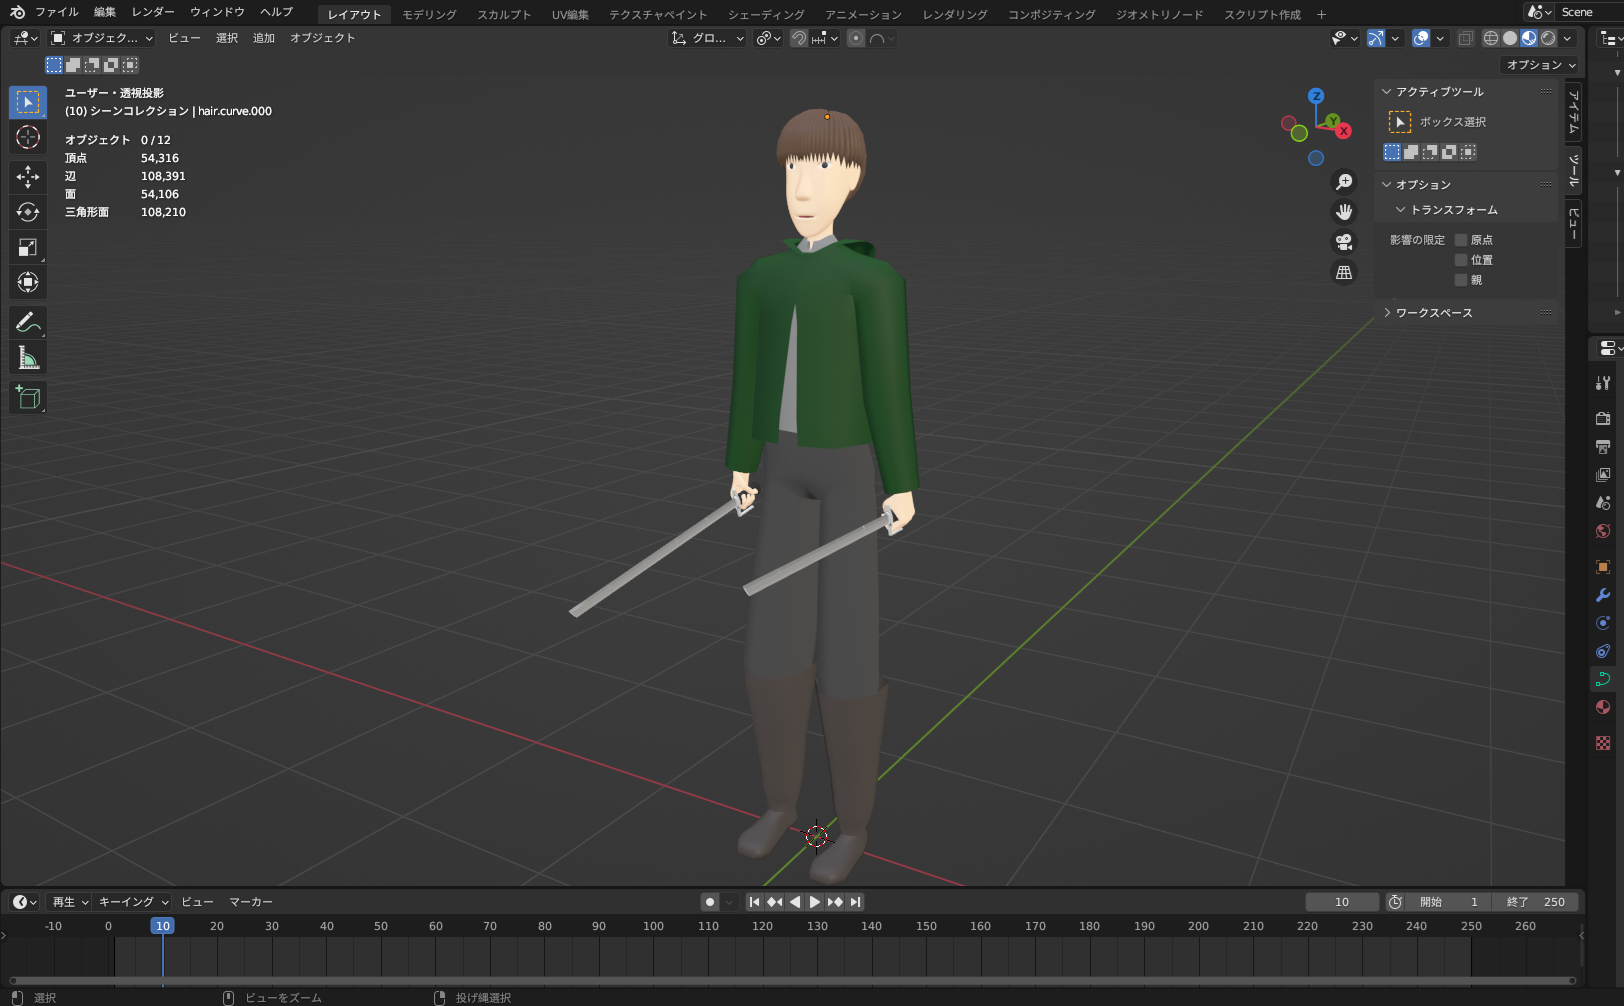 ファイル 編集 レンダー ウィンドウ ヘルプ レイアウト モデリング スカルプト UV編集 テクスチャペイント シェーディング アニメーション レンダリング コンポジティング ジオメトリノード スクリプト作成 + Scene
オブジェク... ビュー 選択 追加 オブジェクト グロ...
オプション
ユーザー・透視投影
(10) シーンコレクション | hair.curve.000
オブジェクト 0 / 12
頂点 54,316
辺 108,391
面 54,106
三角形面 108,210
Z
Y
X
アクティブツール
ボックス選択
オプション
トランスフォーム
影響の限定 原点
位置
親
ワークスペース
アイテム
ツール
ビュー
再生 キーイング ビュー マーカー 10 開始 1 終了 250
-10 0 10 20 30 40 50 60 70 80 90 100 110 120 130 140 150 160 170 180 190 200 210 220 230 240 250 260
選択 ビューをズーム 投げ縄選択